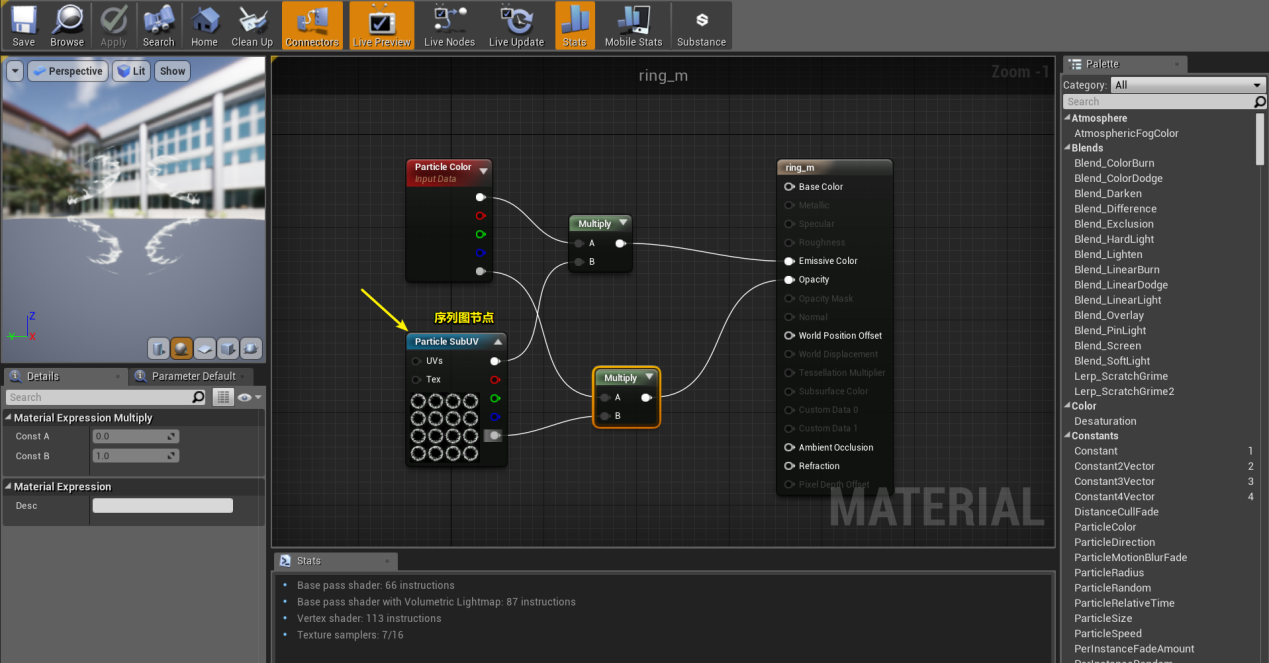 Save Browse Apply Search Home Clean Up Connectors Live Preview Live Nodes Live Update Stats Mobile Stats Substance
Perspective Lit Show
Z
Y X
Details Parameter Default
Search
Material Expression Multiply
Const A 0.0
Const B 1.0
Material Expression
Desc
ring_m
Zoom -1
Particle Color
Input Data
Multiply
A
B
序列图节点
Particle SubUV
UVs
Tex
Multiply
A
B
ring_m
Base Color
Metallic
Specular
Roughness
Emissive Color
Opacity
Opacity Mask
Normal
World Position Offset
World Displacement
Tessellation Multiplier
Subsurface Color
Custom Data 0
Custom Data 1
Ambient Occlusion
Refraction
Pixel Depth Offset
MATERIAL
Stats
Base pass shader: 66 instructions
Base pass shader with Volumetric Lightmap: 87 instructions
Vertex shader: 113 instructions
Texture samplers: 7/16
Palette
Category: All
Search
Atmosphere
AtmosphericFogColor
Blends
Blend_ColorBurn
Blend_ColorDodge
Blend_Darken
Blend_Difference
Blend_Exclusion
Blend_HardLight
Blend_Lighten
Blend_LinearBurn
Blend_LinearDodge
Blend_LinearLight
Blend_Overlay
Blend_PinLight
Blend_Screen
Blend_SoftLight
Lerp_ScratchGrime
Lerp_ScratchGrime2
Color
Desaturation
Constants
Constant 1
Constant2Vector 2
Constant3Vector 3
Constant4Vector 4
DistanceCullFade
ParticleColor
ParticleDirection
ParticleMotionBlurFade
ParticleRadius
ParticleRandom
ParticleRelativeTime
ParticleSize
ParticleSpeed
PerInstanceFadeAmount
PerInstanceRandom